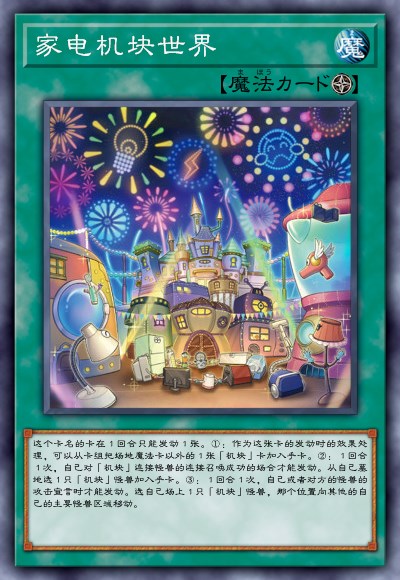 家电机块世界
魔
【魔法カード】
ま ほう
这个卡名的卡在1回合只能发动1张。①：作为这张卡的发动时的效果处
理，可以从卡组把场地魔法卡以外的1张「机块」卡加入手卡。②：1回合
1次，自己对「机块」连接怪兽的连接召唤成功的场合才能发动。从自己墓
地选1只「机块」怪兽加入手卡。③：1回合1次，自己或者对方的怪兽的
攻击宣言时才能发动。选自己场上1只「机块」怪兽，那个位置向其他的自
己的主要怪兽区域移动。